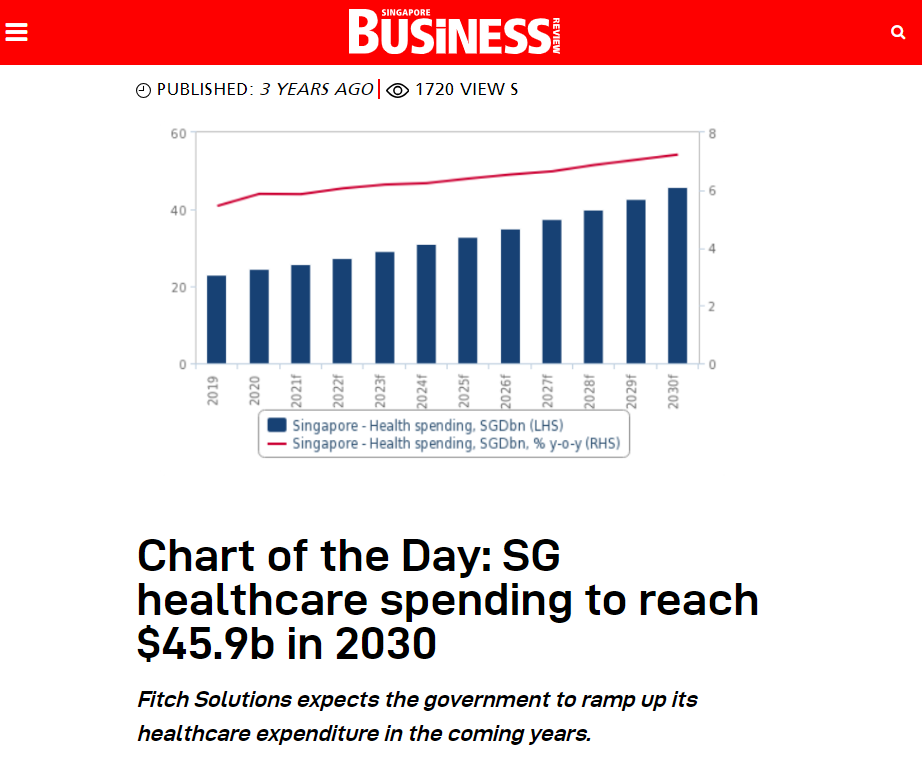 SINGAPORE
BUSiNESS
REVIEW
PUBLISHED: 3 YEARS AGO | 1720 VIEW S
60
40
20
0
8
6
4
2
0
2019
2020
2021f
2022f
2023f
2024f
2025f
2026f
2027f
2028f
2029f
2030f
Singapore - Health spending, SGDbn (LHS)
Singapore - Health spending, SGDbn, % y-o-y (RHS)
Chart of the Day: SG
healthcare spending to reach
$45.9b in 2030
Fitch Solutions expects the government to ramp up its
healthcare expenditure in the coming years.